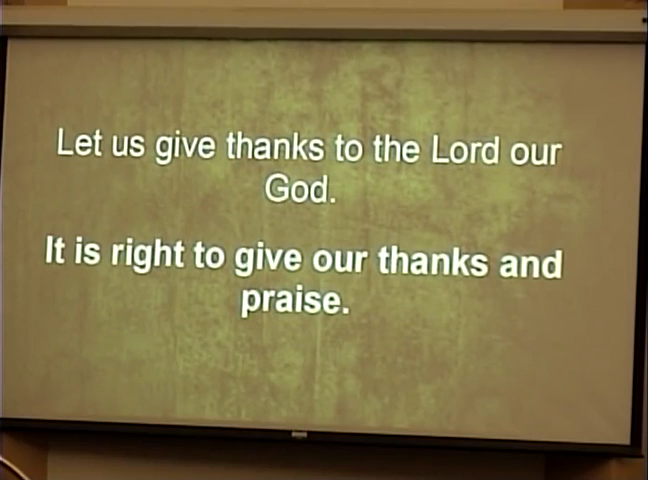 Let us give thanks to the Lord our
God.
It is right to give our thanks and
praise.